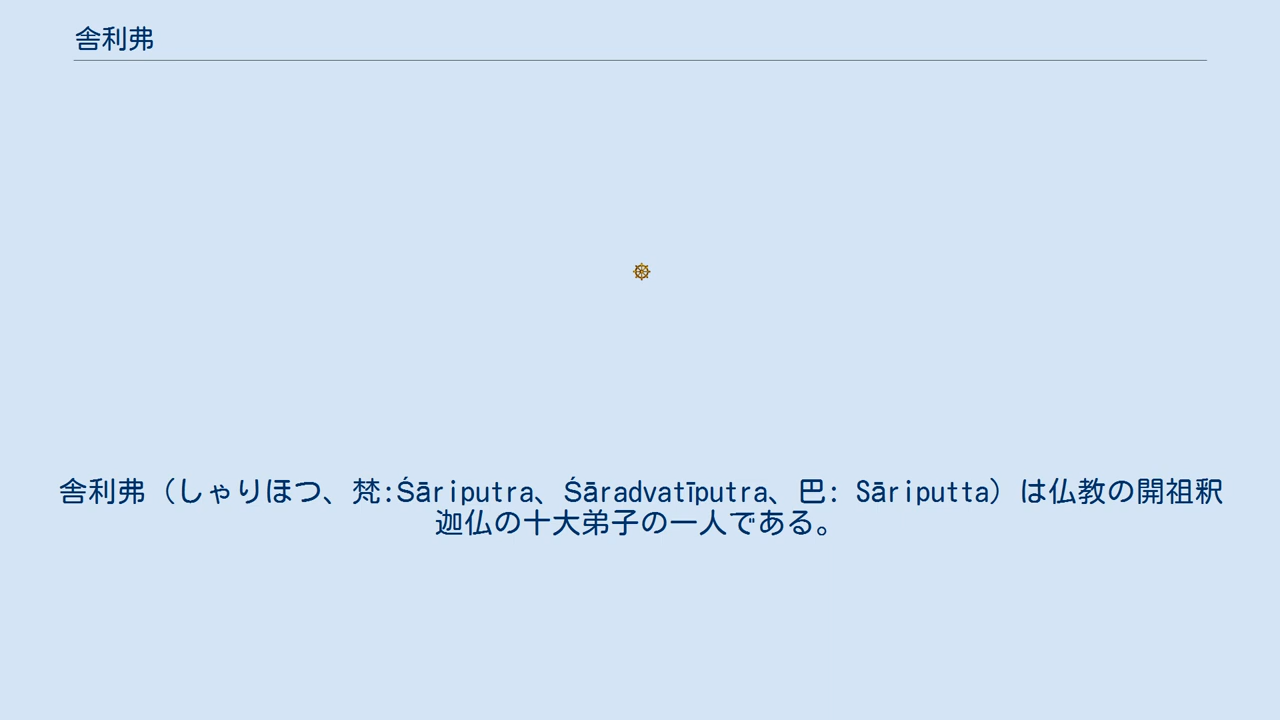 舎利弗
舎利弗（しゃりほつ、梵:Śāriputra、Śāradvatīputra、巴: Sāriputta）は仏教の開祖釈
迦仏の十大弟子の一人である。